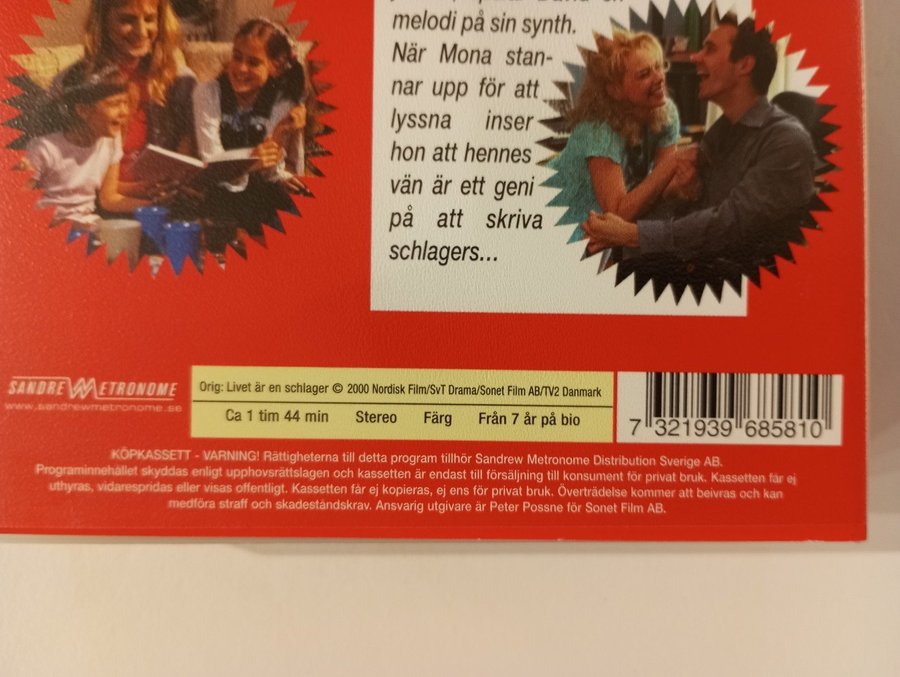 melodi på sin synth.
När Mona stan-
nar upp för att
lyssna inser
hon att hennes
vän är ett geni
på att skriva
schlagers...
SANDREW METRONOME
www.sandrewmetronome.se
Orig: Livet är en schlager © 2000 Nordisk Film/SvT Drama/Sonet Film AB/TV2 Danmark
Ca 1 tim 44 min Stereo Färg Från 7 år på bio
7 321939 685810
KÖPKASSETT - VARNING! Rättigheterna till detta program tillhör Sandrew Metronome Distribution Sverige AB.
Programinnehållet skyddas enligt upphovsrättslagen och kassetten är endast till försäljning till konsument för privat bruk. Kassetten får ej
uthyras, vidarespridas eller visas offentligt. Kassetten får ej kopieras, ej ens för privat bruk. Överträdelse kommer att beivras och kan
medföra straff och skadeståndskrav. Ansvarig utgivare är Peter Possne för Sonet Film AB.